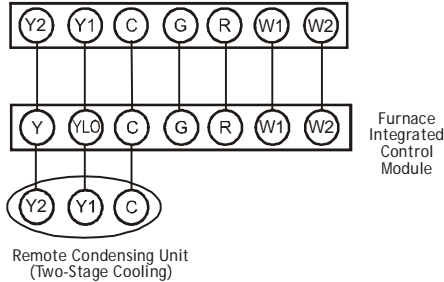 Y2 Y1 C G R W1 W2
Y YLO C G R W1 W2
Furnace
Integrated
Control
Module
Y2 Y1 C
Remote Condensing Unit
(Two-Stage Cooling)